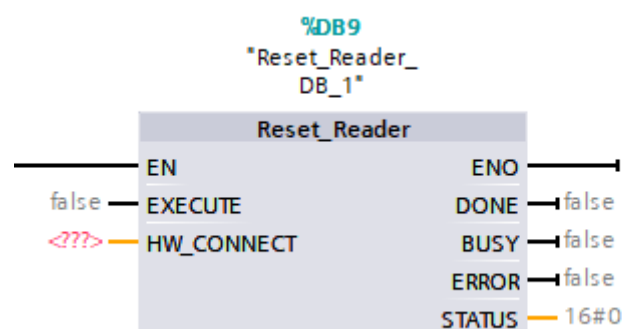 %DB9
"Reset_Reader_
DB_1"
Reset_Reader
EN ENO
false EXECUTE DONE false
<???> HW_CONNECT BUSY false
ERROR false
STATUS 16#0